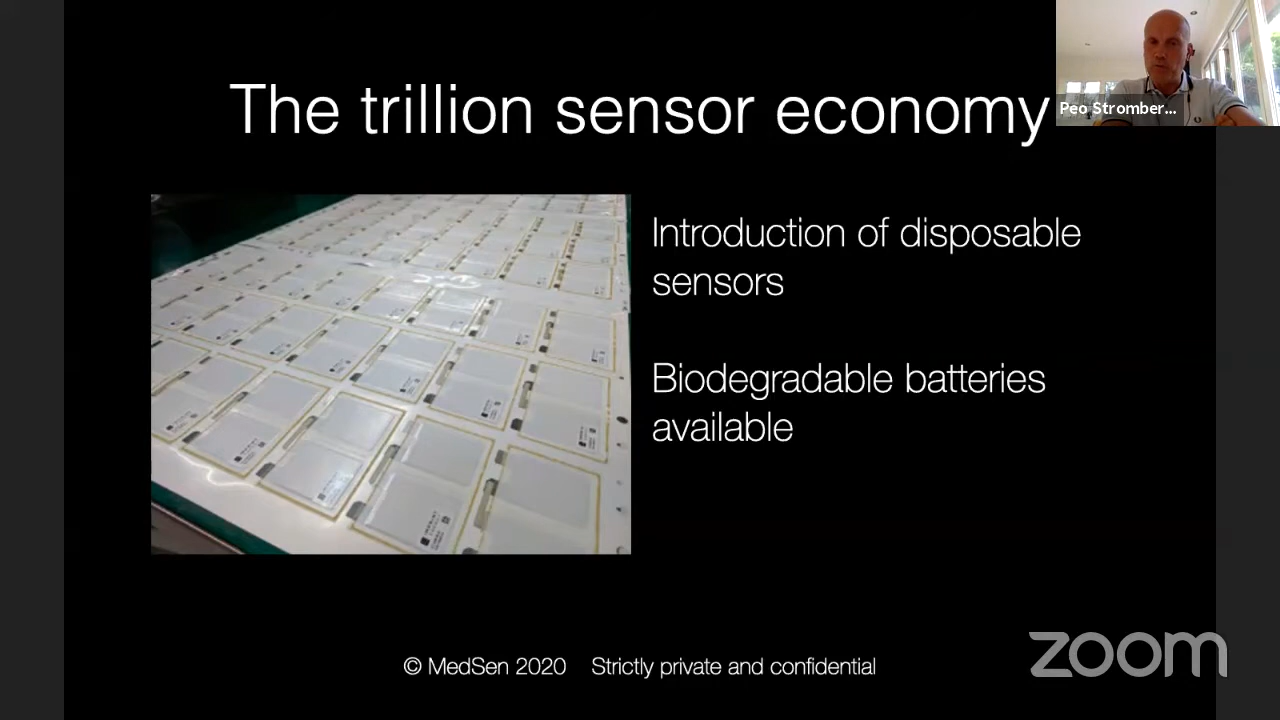 The trillion sensor economy
Peo Stromber...
Introduction of disposable
sensors
Biodegradable batteries
available
© MedSen 2020 Strictly private and confidential
zoom